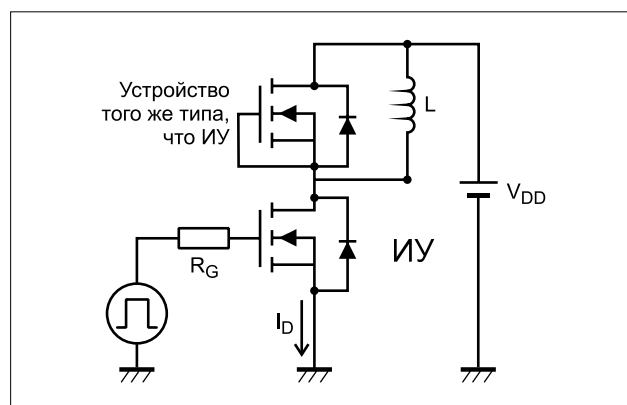 Устройство
того же типа,
что ИУ
L
V_DD
ИУ
R_G
I_D